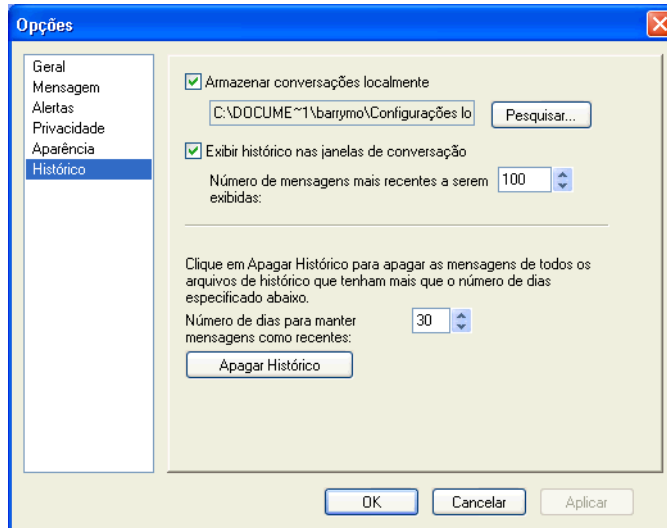 Opções
Geral
Mensagem
Alertas
Privacidade
Aparência
Histórico
Armazenar conversações localmente
C:\DOCUME~1\barrymo\Configurações lo
Pesquisar...
Exibir histórico nas janelas de conversação
Número de mensagens mais recentes a serem
exibidas:
100
Clique em Apagar Histórico para apagar as mensagens de todos os
arquivos de histórico que tenham mais que o número de dias
especificado abaixo.
Número de dias para manter
mensagens como recentes:
30
Apagar Histórico
OK
Cancelar
Aplicar